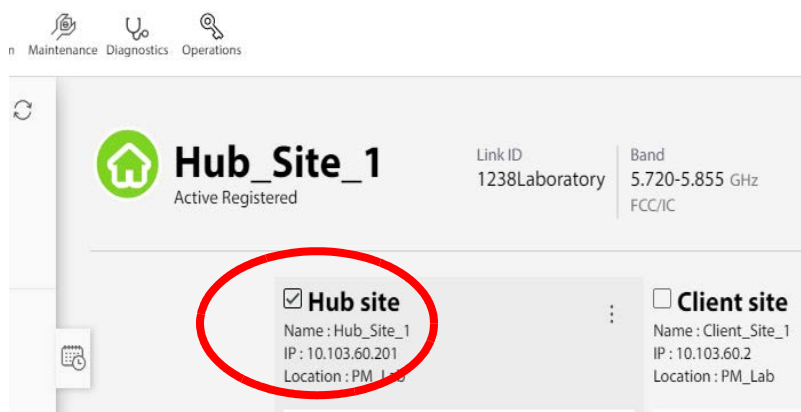 n Maintenance Diagnostics Operations
Hub_Site_1
Active Registered
Link ID
1238Laboratory
Band
5.720-5.855 GHz
FCC/IC
Hub site
Name : Hub_Site_1
IP : 10.103.60.201
Location : PM_Lab
Client site
Name : Client_Site_1
IP : 10.103.60.2
Location : PM_Lab